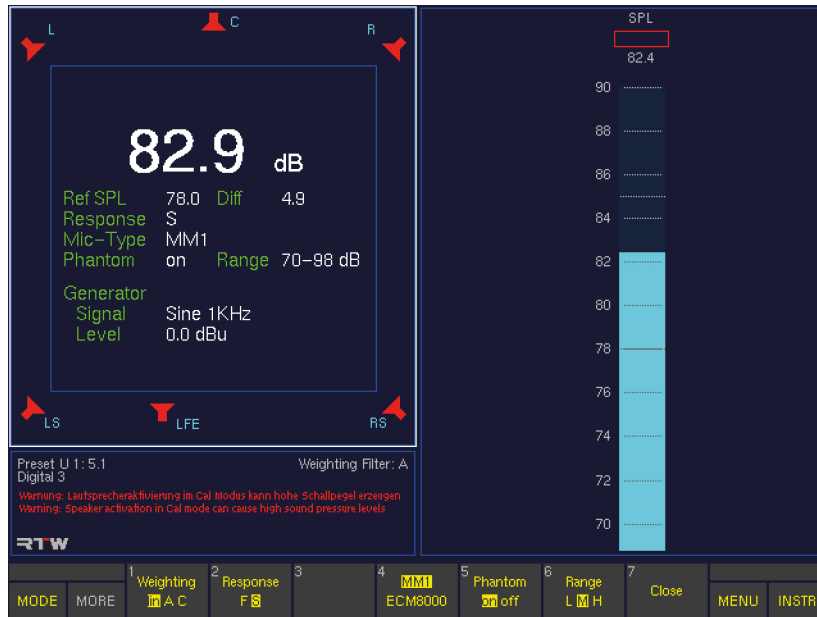 L
C
R
82.9 dB
Ref SPL 78.0 Diff 4.9
Response S
Mic-Type MM1
Phantom on Range 70-98 dB
Generator
Signal Sine 1KHz
Level 0.0 dBu
LS
LFE
RS
Preset U 1: 5.1 Weighting Filter: A
Digital 3
Warnung: Lautsprecheraktivierung im Cal Modus kann hohe Schallpegel erzeugen
Warning: Speaker activation in Cal mode can cause high sound pressure levels
RTW
SPL
82.4
90
88
86
84
82
80
78
76
74
72
70
MODE
MORE
1 Weighting
lin A C
2 Response
F S
3
4 MM1
ECM8000
5 Phantom
on off
6 Range
L M H
7 Close
MENU
INSTR